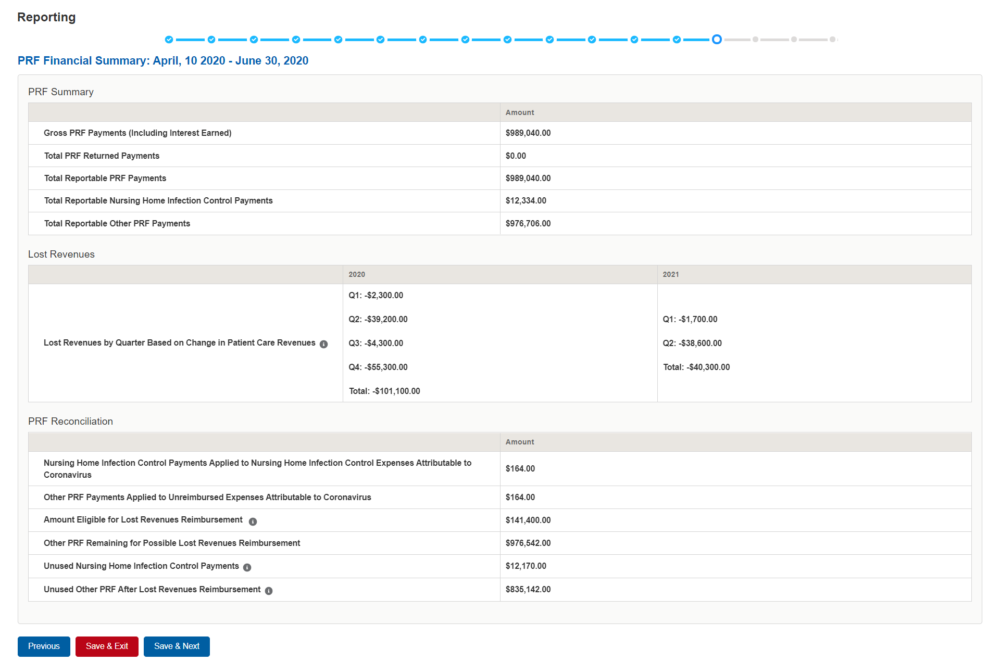 Reporting
PRF Financial Summary: April, 10 2020 - June 30, 2020
PRF Summary
Amount
Gross PRF Payments (Including Interest Earned) $989,040.00
Total PRF Returned Payments $0.00
Total Reportable PRF Payments $989,040.00
Total Reportable Nursing Home Infection Control Payments $12,334.00
Total Reportable Other PRF Payments $976,706.00
Lost Revenues
2020 2021
Lost Revenues by Quarter Based on Change in Patient Care Revenues
Q1: -$2,300.00
Q2: -$39,200.00
Q3: -$4,300.00
Q4: -$55,300.00
Total: -$101,100.00
Q1: -$1,700.00
Q2: -$38,600.00
Total: -$40,300.00
PRF Reconciliation
Amount
Nursing Home Infection Control Payments Applied to Nursing Home Infection Control Expenses Attributable to
Coronavirus
$164.00
Other PRF Payments Applied to Unreimbursed Expenses Attributable to Coronavirus $164.00
Amount Eligible for Lost Revenues Reimbursement $141,400.00
Other PRF Remaining for Possible Lost Revenues Reimbursement $976,542.00
Unused Nursing Home Infection Control Payments $12,170.00
Unused Other PRF After Lost Revenues Reimbursement $835,142.00
Previous Save & Exit Save & Next